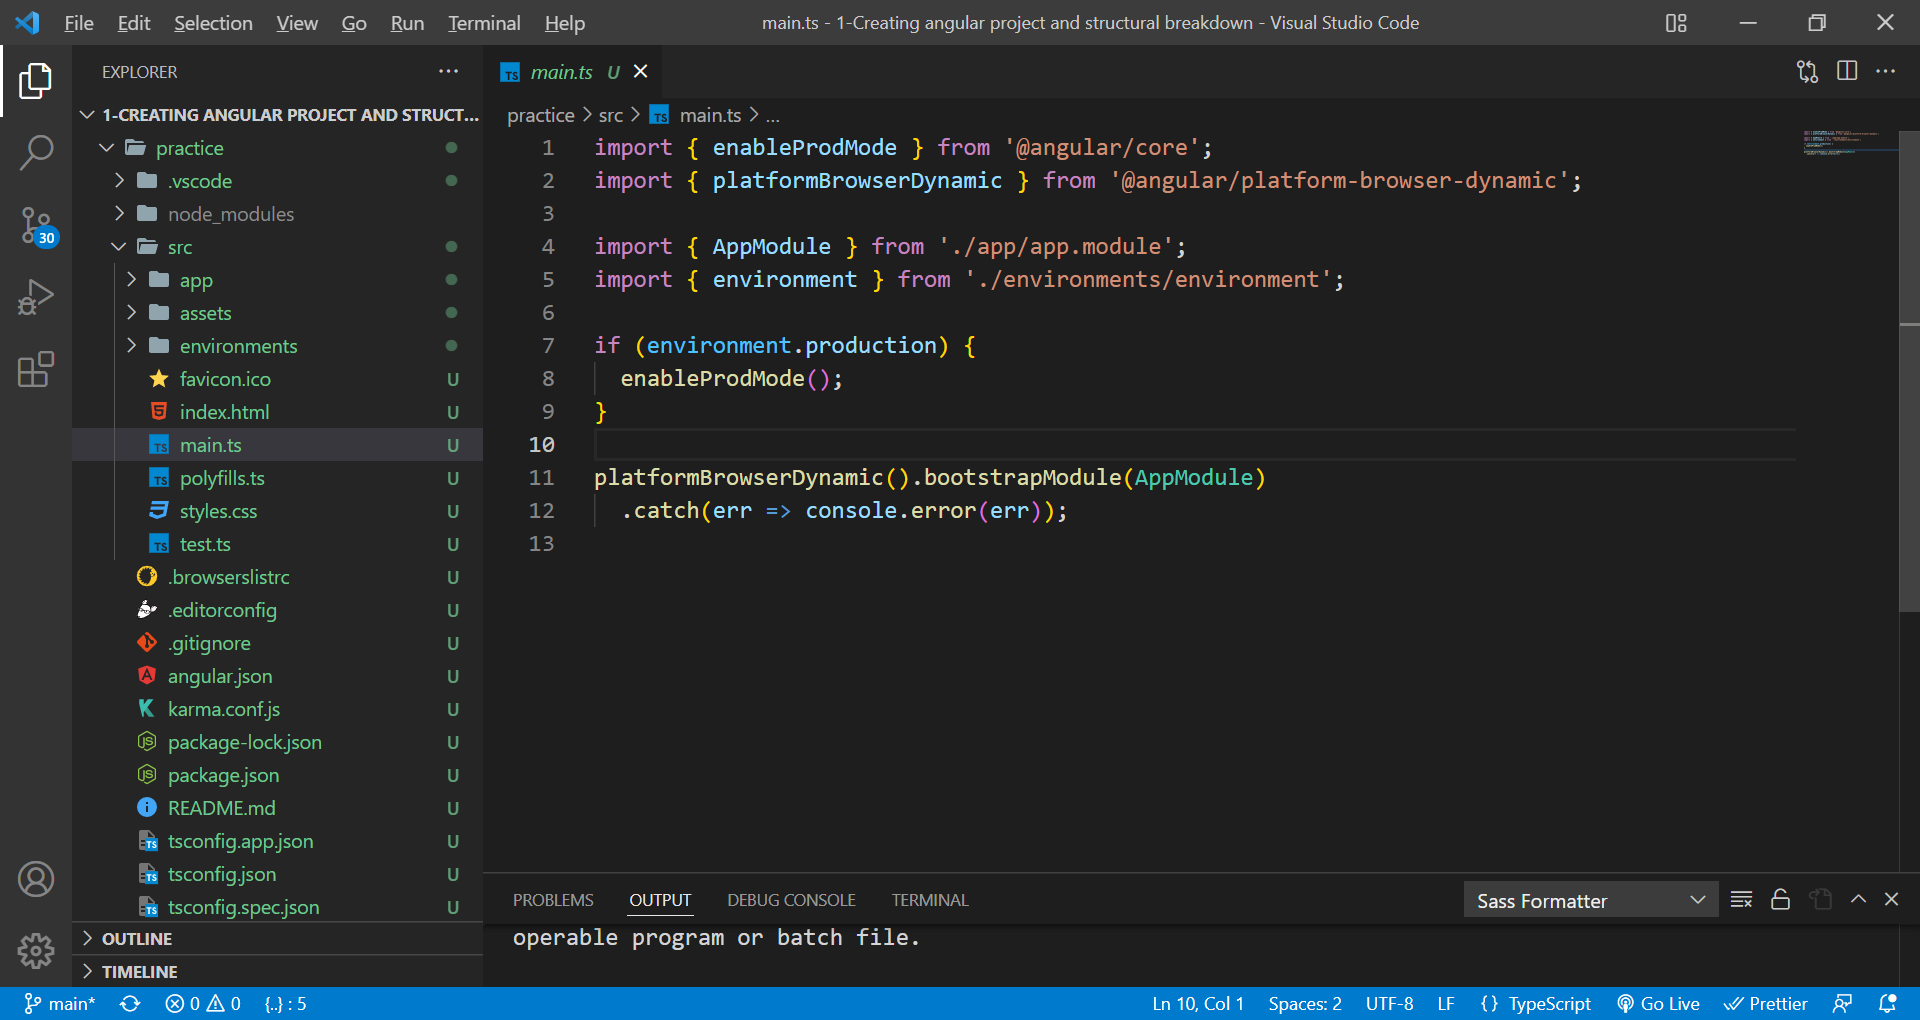 File Edit Selection View Go Run Terminal Help
main.ts - 1-Creating angular project and structural breakdown - Visual Studio Code
EXPLORER
1-CREATING ANGULAR PROJECT AND STRUCT...
practice
.vscode
node_modules
src
app
assets
environments
favicon.ico U
index.html U
TS main.ts U
TS polyfills.ts U
styles.css U
TS test.ts U
.browserslistrc U
.editorconfig U
.gitignore U
angular.json U
karma.conf.js U
package-lock.json U
package.json U
README.md U
tsconfig.app.json U
tsconfig.json U
tsconfig.spec.json U
OUTLINE
TIMELINE
30
TS main.ts U
practice > src > TS main.ts > ...
1 import { enableProdMode } from '@angular/core';
2 import { platformBrowserDynamic } from '@angular/platform-browser-dynamic';
3
4 import { AppModule } from './app/app.module';
5 import { environment } from './environments/environment';
6
7 if (environment.production) {
8 enableProdMode();
9 }
10
11 platformBrowserDynamic().bootstrapModule(AppModule)
12 .catch(err => console.error(err));
13
PROBLEMS OUTPUT DEBUG CONSOLE TERMINAL Sass Formatter
operable program or batch file.
main* 0 0 {..} : 5 Ln 10, Col 1 Spaces: 2 UTF-8 LF {} TypeScript Go Live Prettier